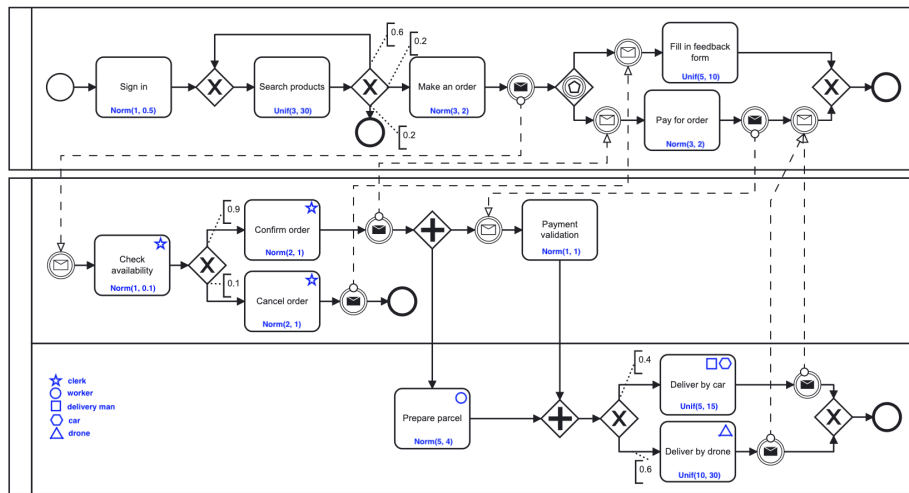 0.6
0.2
Sign in
Norm(1, 0.5)
X
Search products
Unif(3, 30)
X
Make an order
Norm(3, 2)
0.2
Fill in feedback
form
Unif(5, 10)
Pay for order
Norm(3, 2)
X
0.9
Check
availability
Norm(1, 0.1)
X
Confirm order
Norm(2, 1)
0.1
Cancel order
Norm(2, 1)
Payment
validation
Norm(1, 1)
clerk
worker
delivery man
car
drone
Prepare parcel
Norm(5, 4)
X
0.4
Deliver by car
Unif(5, 15)
0.6
Deliver by drone
Unif(10, 30)
X